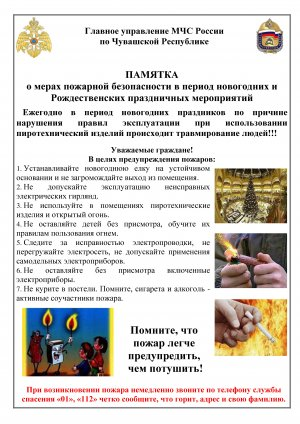 Главное управление МЧС России
по Чувашской Республике
ПАМЯТКА
о мерах пожарной безопасности в период новогодних и
Рождественских праздничных мероприятий
Ежегодно в период новогодних праздников по причине
нарушения правил эксплуатации при использовании
пиротехнический изделий происходит травмирование людей!!!
Уважаемые граждане!
В целях предупреждения пожаров:
1. Устанавливайте новогоднюю елку на устойчивом
основании и не загромождайте выход из помещения.
2. Не допускайте эксплуатацию неисправных
электрических гирлянд.
3. Не используйте в помещениях пиротехнические
изделия и открытый огонь.
4. Не оставляйте детей без присмотра, обучите их
правилам пользования огнем.
5. Следите за исправностью электропроводки, не
перегружайте электросеть, не допускайте применения
самодельных электроприборов.
6. Не оставляйте без присмотра включенные
электроприборы.
7. Не курите в постели. Помните, сигарета и алкоголь -
активные соучастники пожара.
Помните, что
пожар легче
предупредить,
чем потушить!
При возникновении пожара немедленно звоните по телефону службы
спасения «01», «112» четко сообщите, что горит, адрес и свою фамилию.